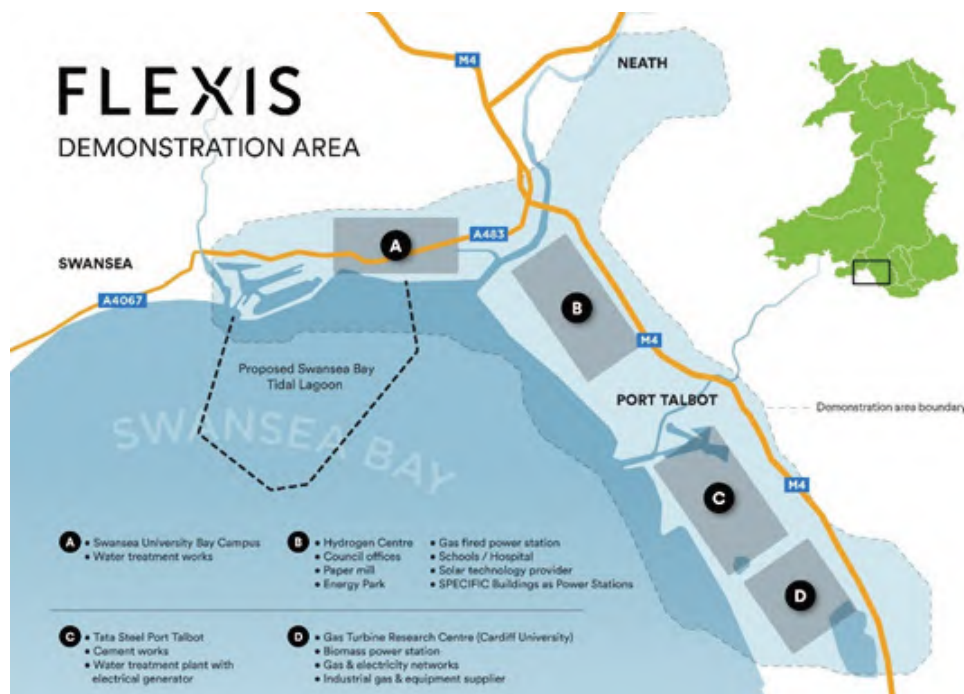 FLEXIS
DEMONSTRATION AREA
M4
NEATH
A483
A
SWANSEA
A4067
B
M4
Proposed Swansea Bay
Tidal Lagoon
PORT TALBOT
Demonstration area boundary
SWANSEA BAY
C
M4
D
A
• Swansea University Bay Campus
• Water treatment works
B
• Hydrogen Centre
• Council offices
• Paper mill
• Energy Park
• Gas fired power station
• Schools / Hospital
• Solar technology provider
• SPECIFIC Buildings as Power Stations
C
• Tata Steel Port Talbot
• Cement works
• Water treatment plant with
electrical generator
D
• Gas Turbine Research Centre (Cardiff University)
• Biomass power station
• Gas & electricity networks
• Industrial gas & equipment supplier